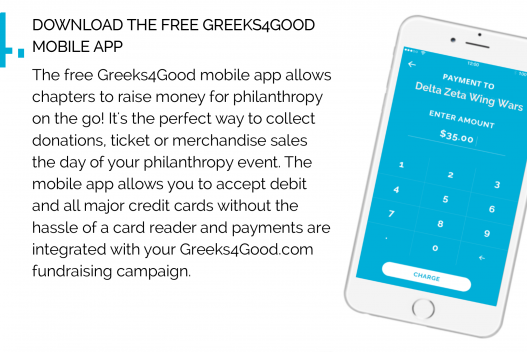 4.
DOWNLOAD THE FREE GREEKS4GOOD
MOBILE APP
The free Greeks4Good mobile app allows
chapters to raise money for philanthropy
on the go! It's the perfect way to collect
donations, ticket or merchandise sales
the day of your philanthropy event. The
mobile app allows you to accept debit
and all major credit cards without the
hassle of a card reader and payments are
integrated with your Greeks4Good.com
fundraising campaign.
PAYMENT TO
Delta Zeta Wing Wars
ENTER AMOUNT
$35.00
1 2 3
4 5 6
7 8 9
. 0 ←
CHARGE